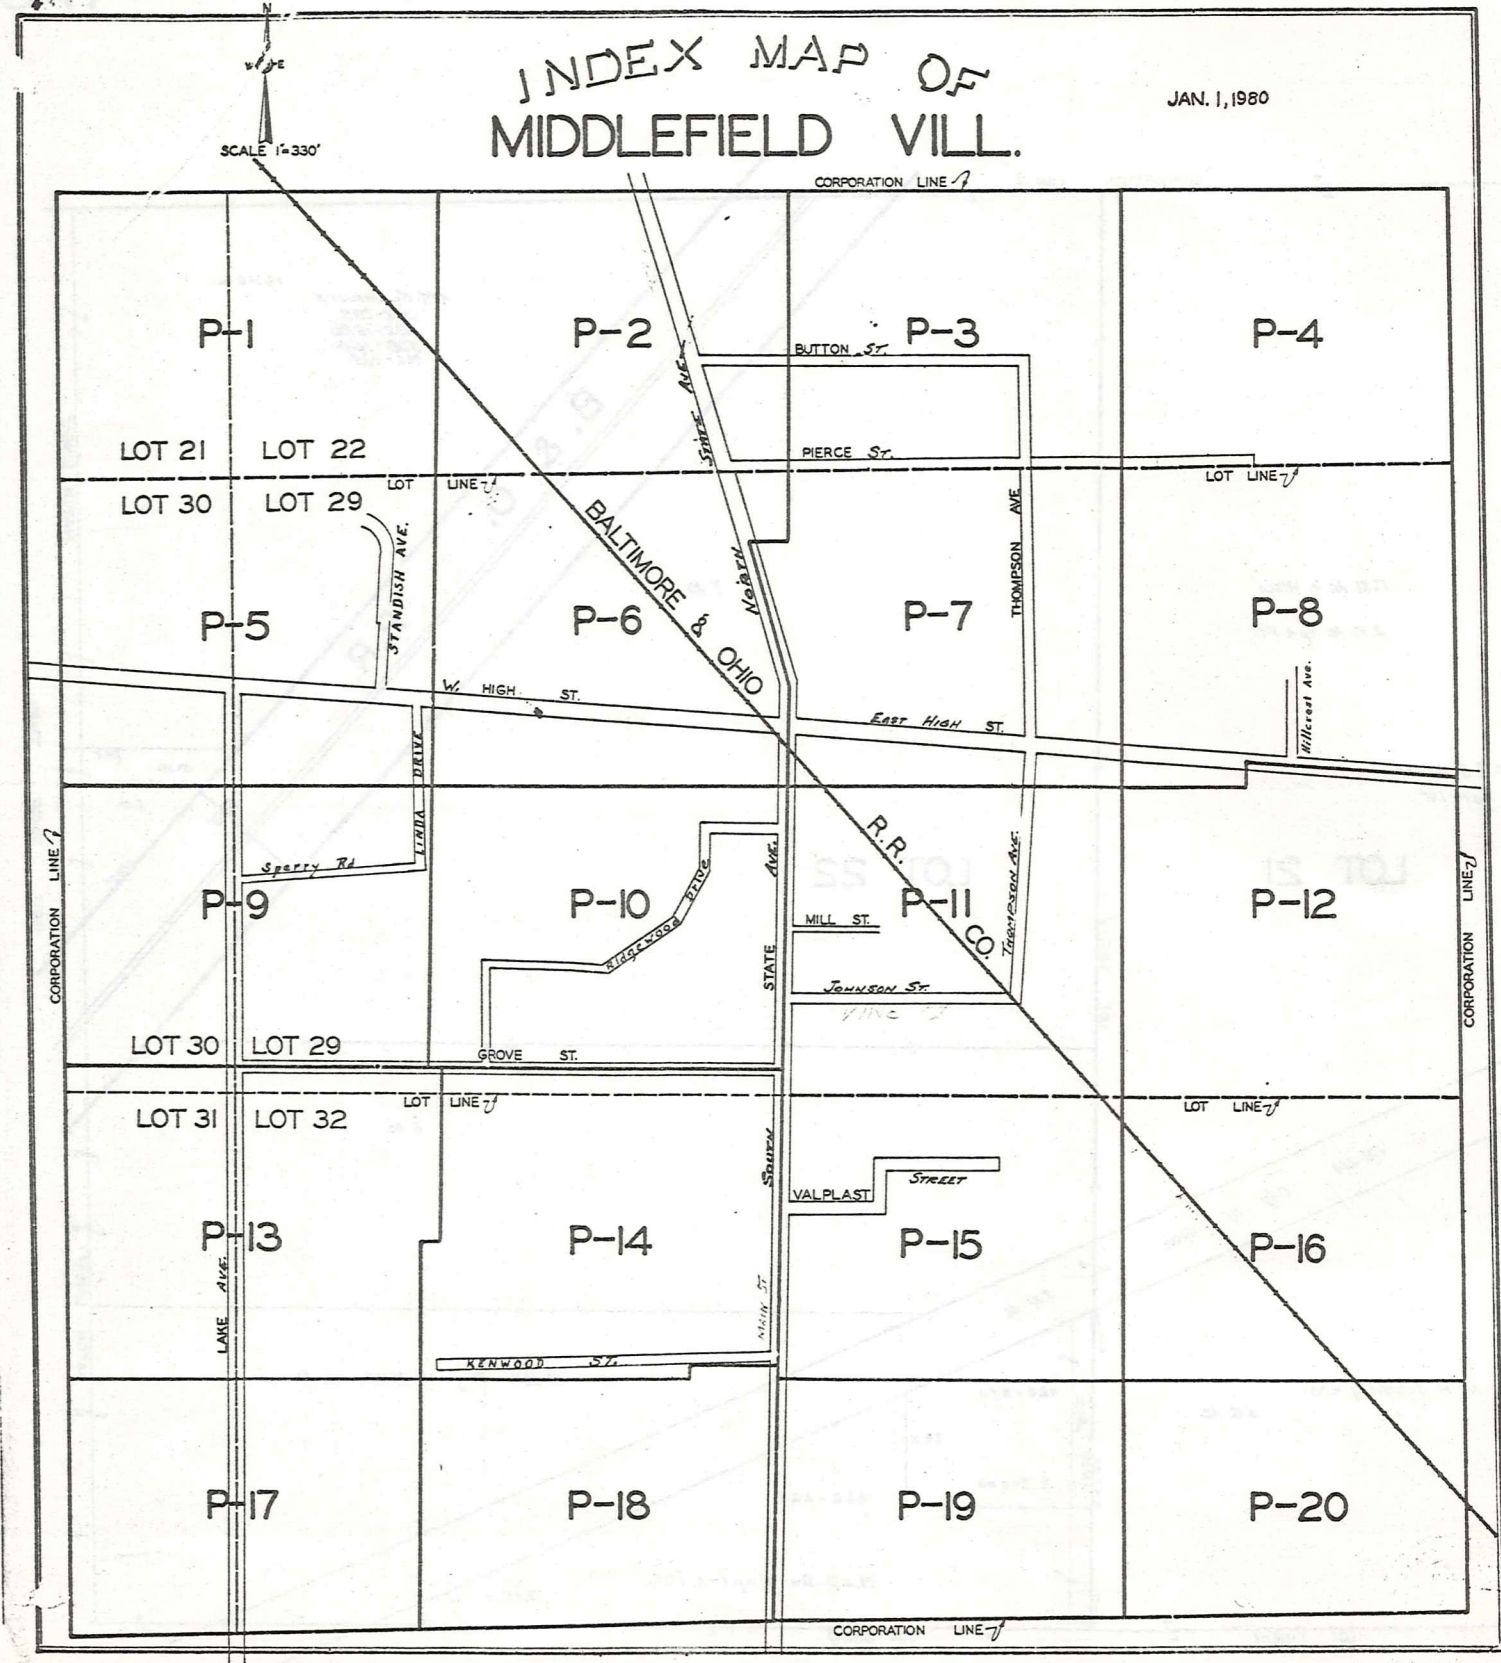 N
W E
SCALE 1"=330'
INDEX MAP OF
MIDDLEFIELD VILL.
JAN. 1, 1980
CORPORATION LINE
P-1
P-2
P-3
P-4
BUTTON ST.
STATE AVE.
LOT 21 LOT 22
PIERCE ST.
LOT LINE
LOT LINE
LOT 30 LOT 29
STANDISH AVE.
BALTIMORE & OHIO
NORTH
THOMPSON AVE
P-5
P-6
P-7
P-8
W. HIGH ST.
EAST HIGH ST.
Hillcrest Ave.
LINDA DRIVE
Sperry Rd
CORPORATION LINE
P-9
P-10
Ridgewood Drive
STATE AVE.
R.R. CO.
P-11
MILL ST.
THOMPSON AVE.
JOHNSON ST.
P-12
CORPORATION LINE
LOT 22
LOT 21
LOT 30 LOT 29
GROVE ST.
LOT LINE
LOT LINE
LOT 31 LOT 32
SOUTH
VALPLAST STREET
P-13
P-14
P-15
P-16
LAKE AVE.
MAIN ST
KENWOOD ST.
P-17
P-18
P-19
P-20
CORPORATION LINE